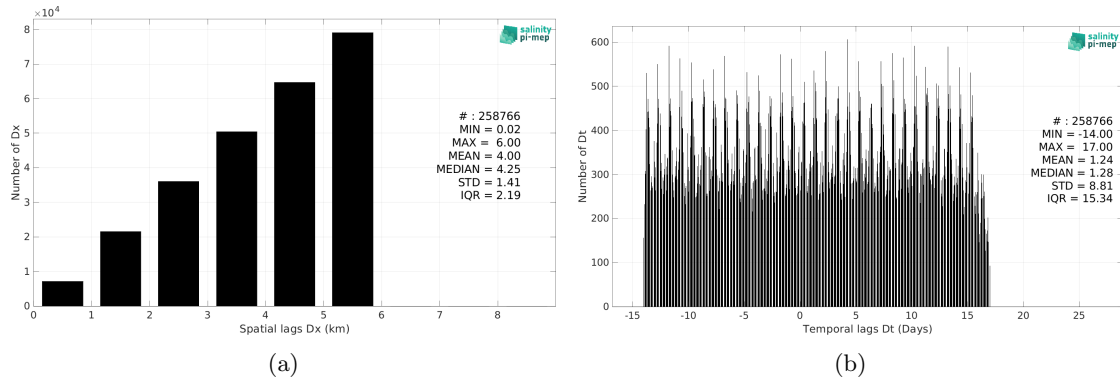 ×10⁴
8
7
6
5
4
3
2
1
0
Number of Dx
0 1 2 3 4 5 6 7 8
Spatial lags Dx (km)
salinity
pi-mep
# : 258766
MIN = 0.02
MAX = 6.00
MEAN = 4.00
MEDIAN = 4.25
STD = 1.41
IQR = 2.19
(a)
600
500
400
300
200
100
0
Number of Dt
-15 -10 -5 0 5 10 15 20 25
Temporal lags Dt (Days)
salinity
pi-mep
# : 258766
MIN = -14.00
MAX = 17.00
MEAN = 1.24
MEDIAN = 1.28
STD = 8.81
IQR = 15.34
(b)